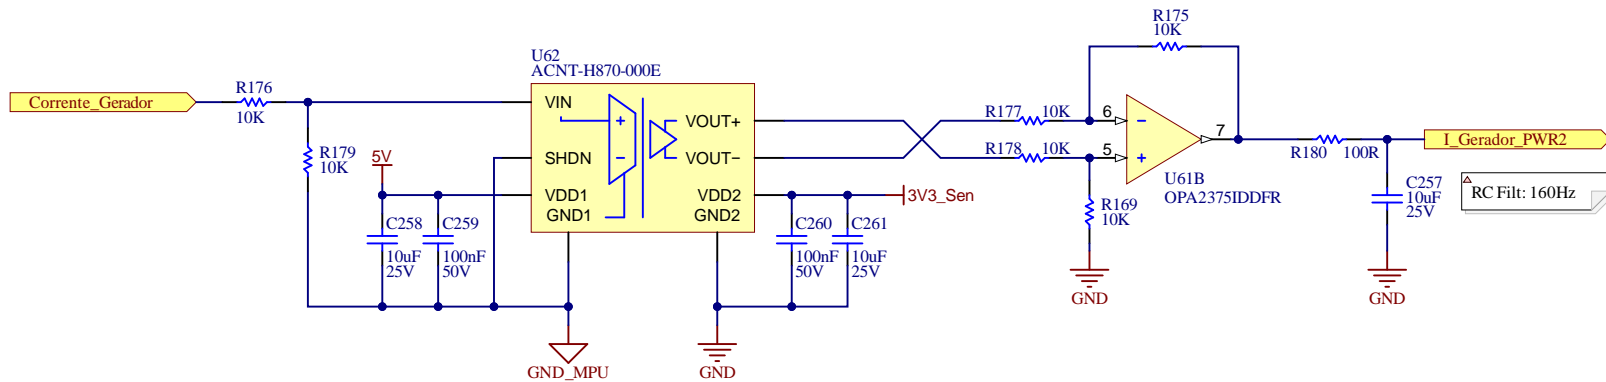 Corrente_Gerador
R176
10K
R179
10K
5V
C258
10uF
25V
C259
100nF
50V
GND_MPU
U62
ACNT-H870-000E
VIN
SHDN
VDD1
GND1
+
−
VOUT+
VOUT−
VDD2
GND2
GND
3V3_Sen
C260
100nF
50V
C261
10uF
25V
R177
10K
R178
10K
R169
10K
GND
R175
10K
6
5
7
−
+
U61B
OPA2375IDDFR
R180
100R
C257
10uF
25V
GND
I_Gerador_PWR2
RC Filt: 160Hz